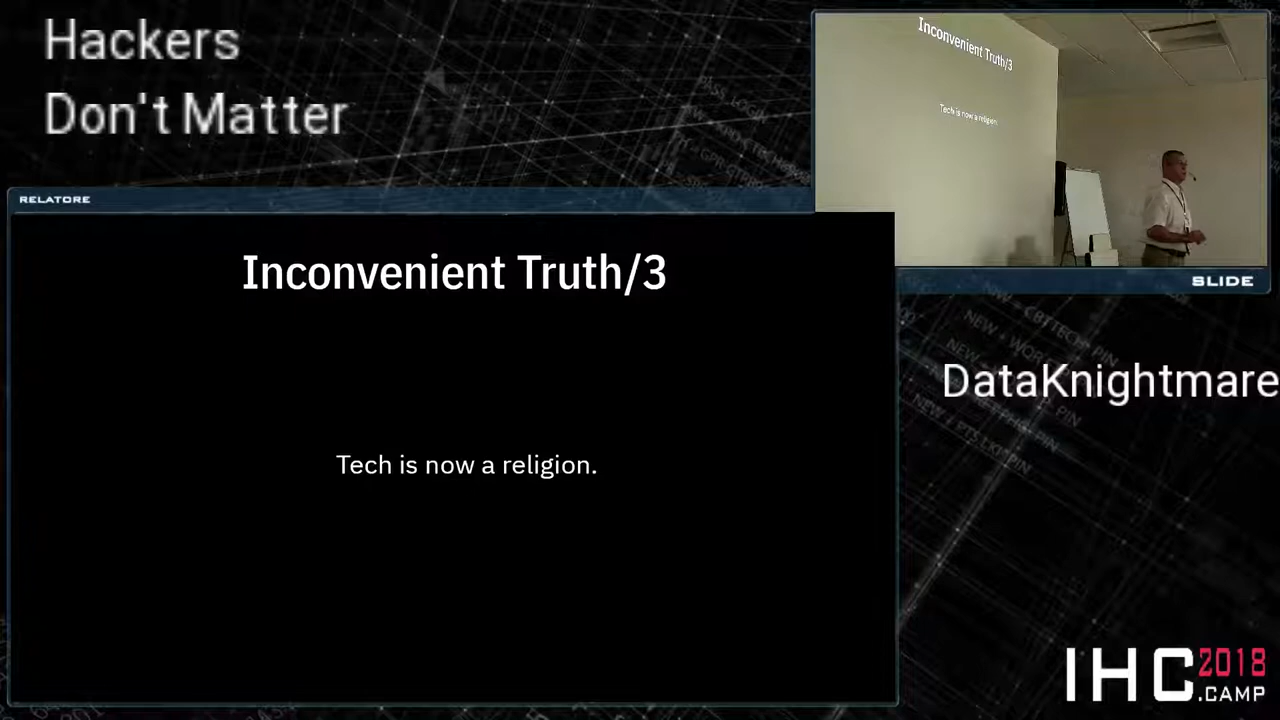 Hackers
Don't Matter
Inconvenient Truth/3
Tech is now a religion.
RELATORE
SLIDE
Inconvenient Truth/3
Tech is now a religion.
DataKnightmare
IHC 2018
.CAMP